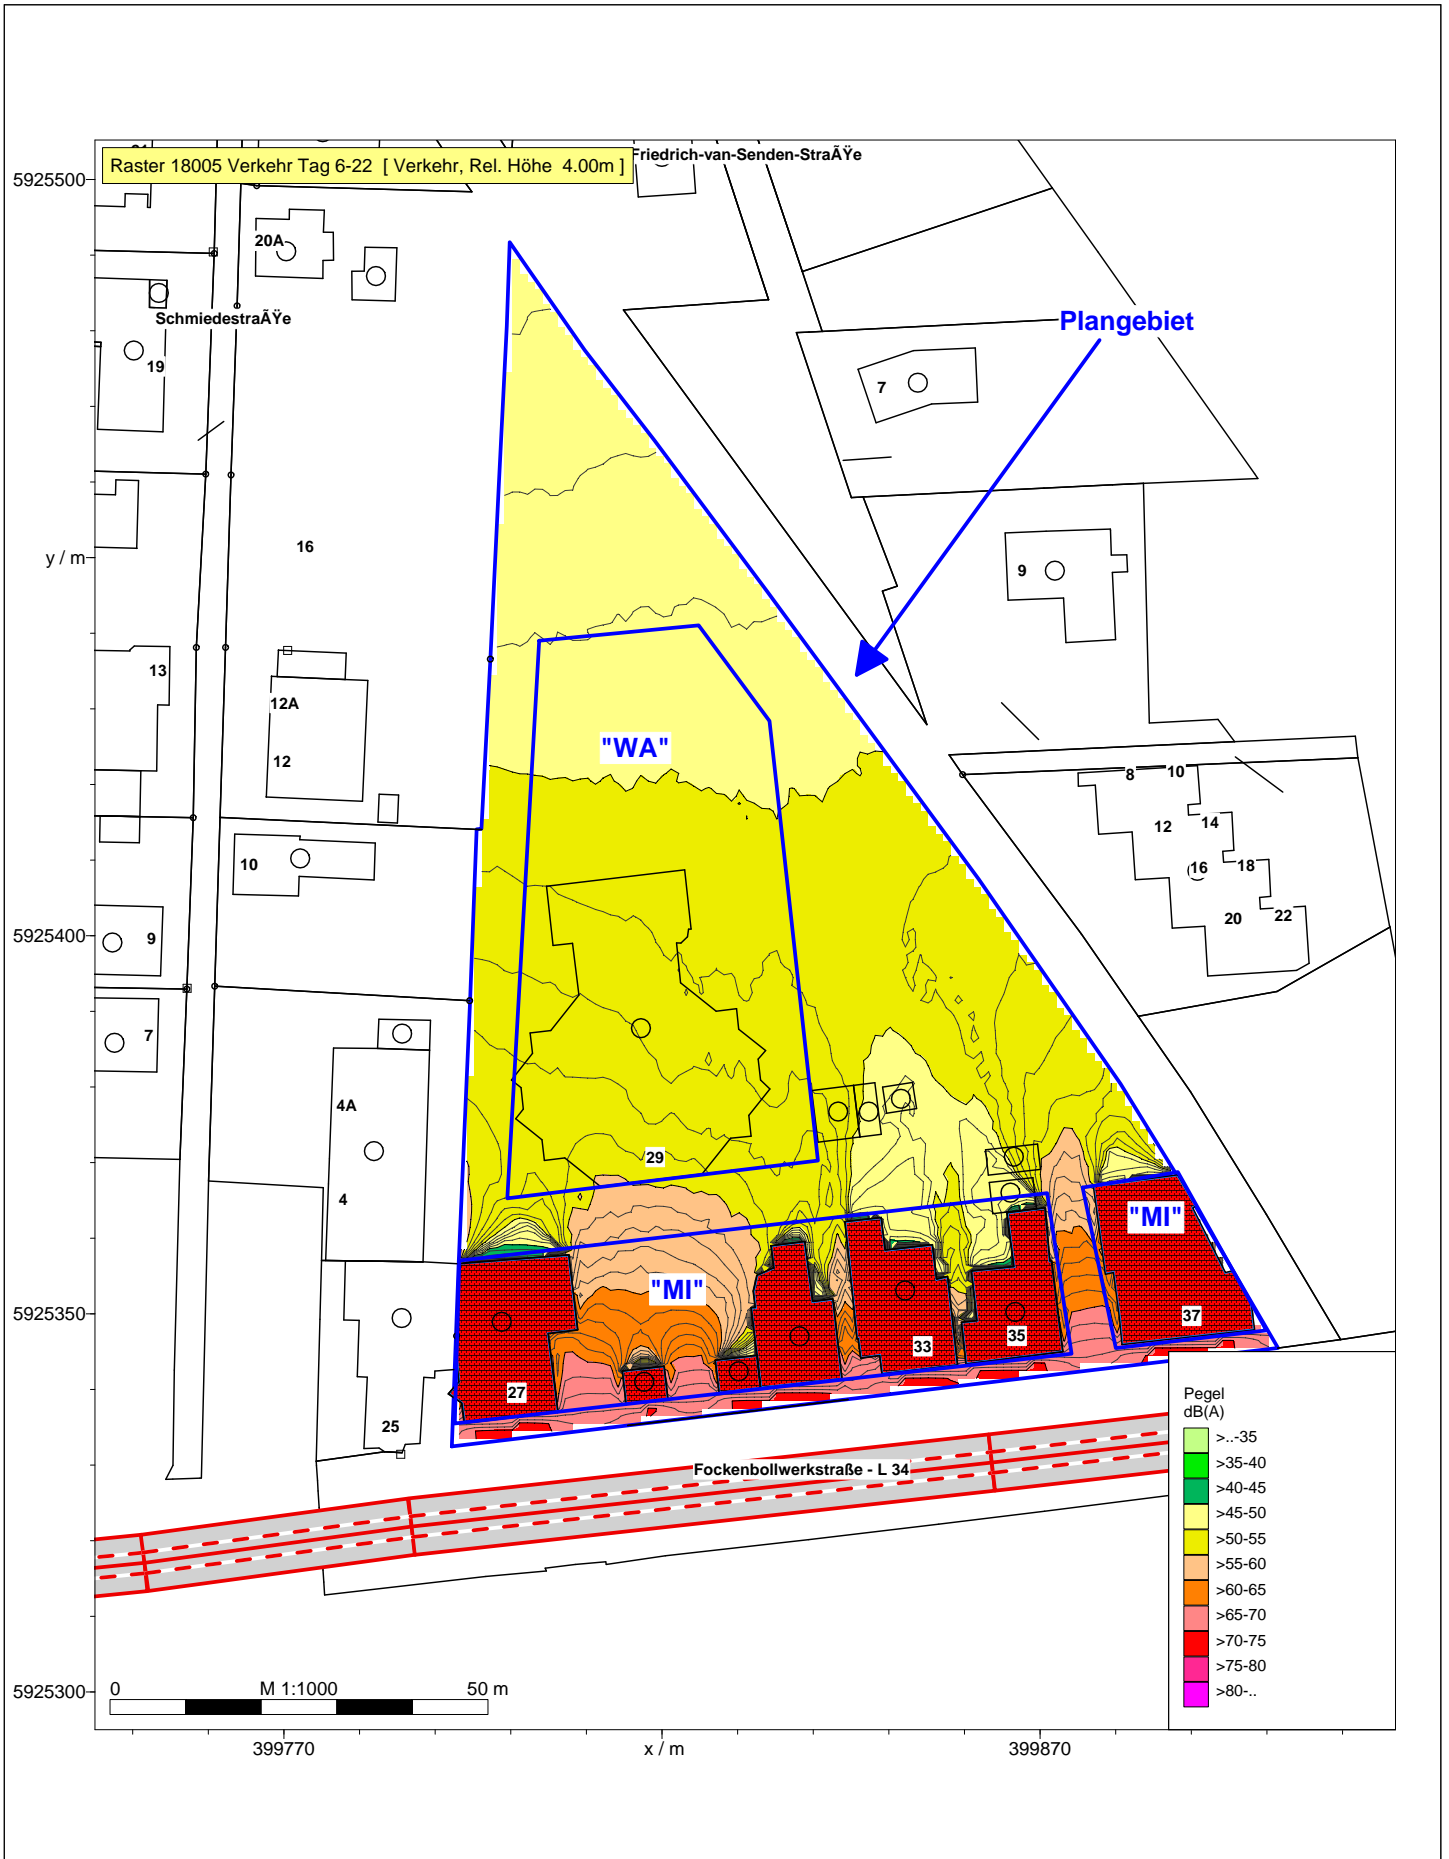 Raster 18005 Verkehr Tag 6-22 [ Verkehr, Rel. Höhe 4.00m ]
Friedrich-van-Senden-StraÃŸe
5925500
20A
SchmiedestraÃŸe
Plangebiet
19
7
16
y / m
9
13
12A
"WA"
12
8
10
12
14
10
16
18
20
22
5925400
9
7
4A
29
4
"MI"
"MI"
5925350
37
35
33
27
25
Pegel
dB(A)
>..-35
>35-40
>40-45
>45-50
>50-55
>55-60
>60-65
>65-70
>70-75
>75-80
>80-..
Fockenbollwerkstraße - L 34
5925300
0
M 1:1000
50 m
399770
x / m
399870